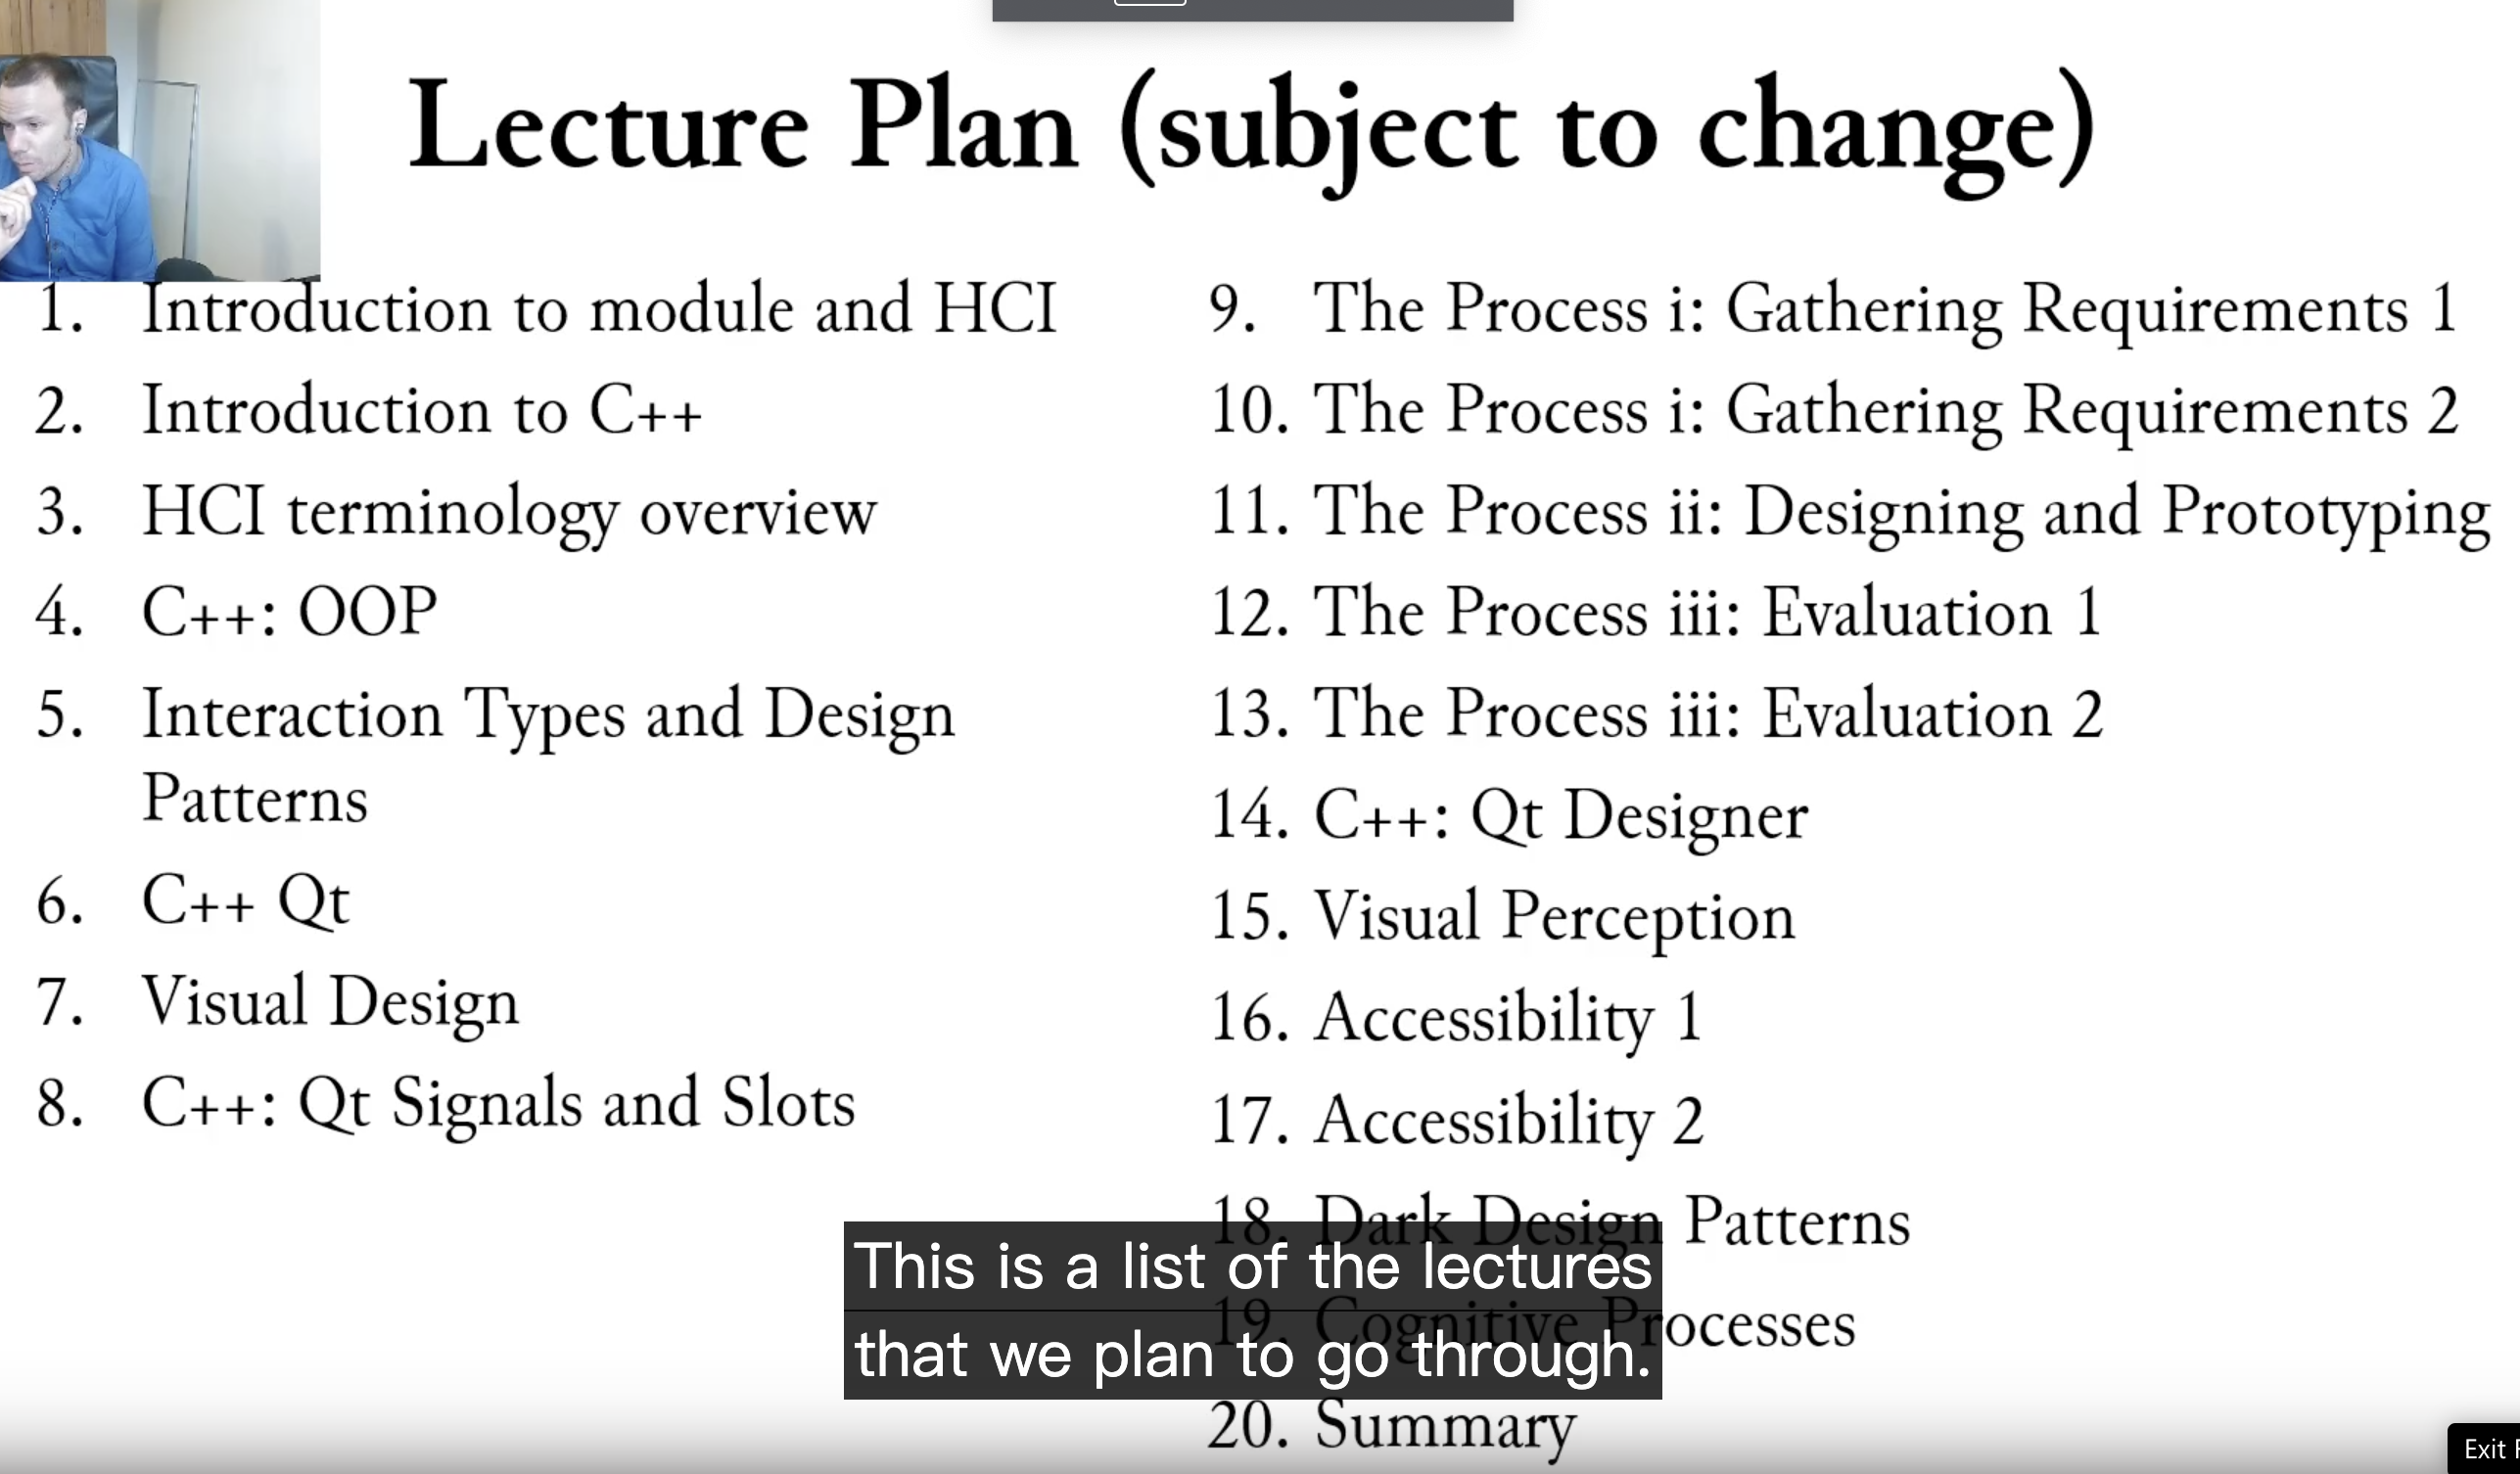 Lecture Plan (subject to change)
1. Introduction to module and HCI
2. Introduction to C++
3. HCI terminology overview
4. C++: OOP
5. Interaction Types and Design
Patterns
6. C++ Qt
7. Visual Design
8. C++: Qt Signals and Slots
9. The Process i: Gathering Requirements 1
10. The Process i: Gathering Requirements 2
11. The Process ii: Designing and Prototyping
12. The Process iii: Evaluation 1
13. The Process iii: Evaluation 2
14. C++: Qt Designer
15. Visual Perception
16. Accessibility 1
17. Accessibility 2
18. Dark Design Patterns
19. Cognitive Processes
20. Summary
This is a list of the lectures
that we plan to go through.
Exit